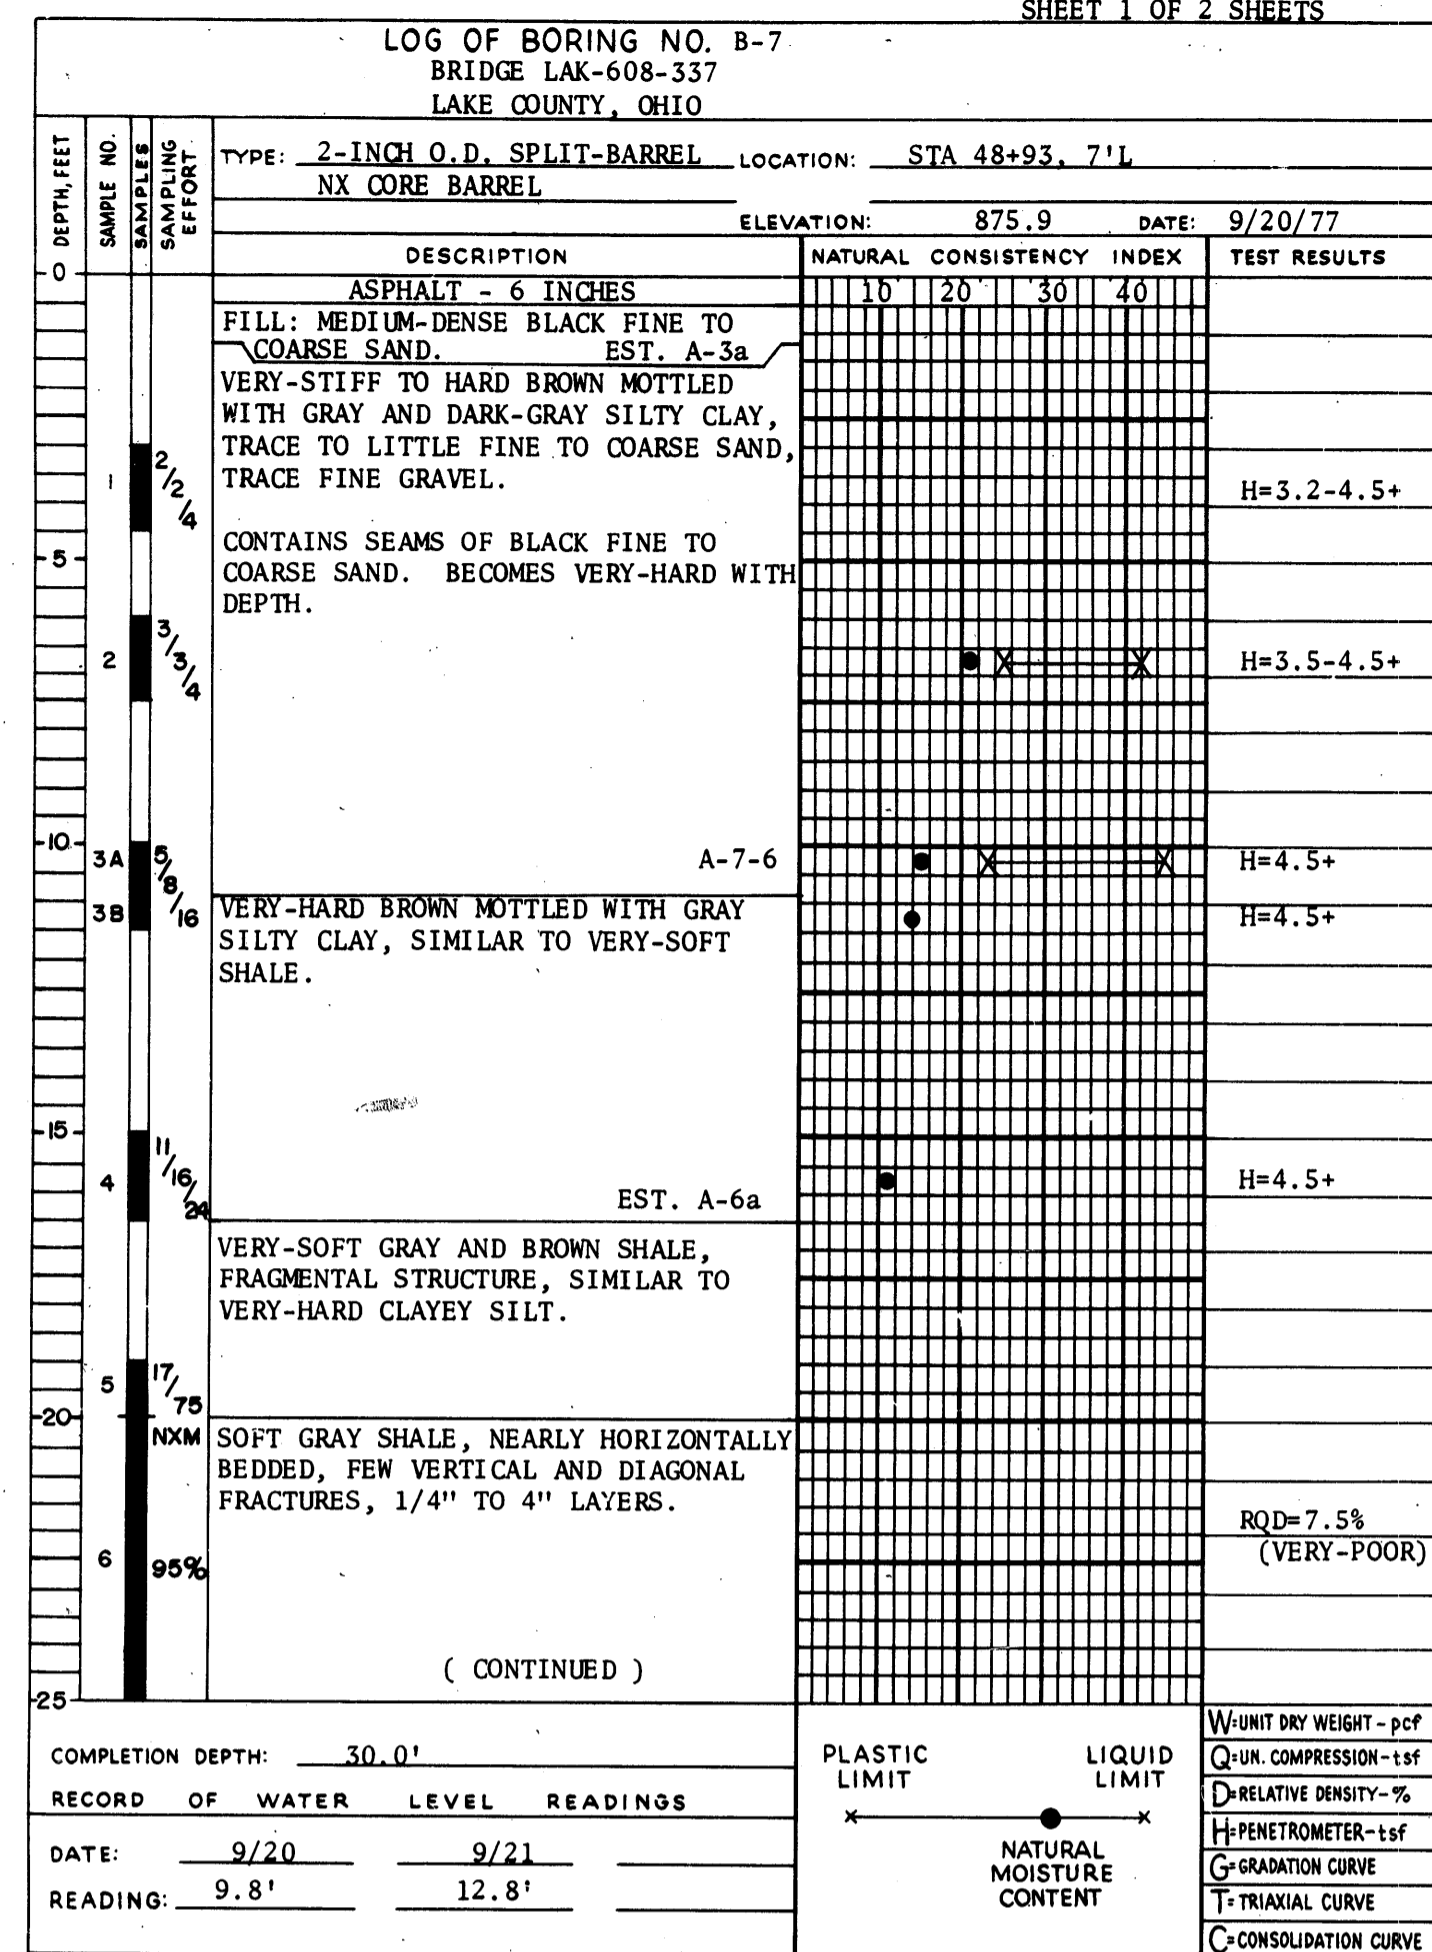 SHEET 1 OF 2 SHEETS
LOG OF BORING NO. B-7
BRIDGE LAK-608-337
LAKE COUNTY, OHIO
DEPTH, FEET
SAMPLE NO.
SAMPLES
SAMPLING EFFORT
TYPE: 2-INCH O.D. SPLIT-BARREL LOCATION: STA 48+93, 7'L
NX CORE BARREL
ELEVATION: 875.9 DATE: 9/20/77
DESCRIPTION NATURAL CONSISTENCY INDEX TEST RESULTS
0
ASPHALT - 6 INCHES 10 20 30 40
FILL: MEDIUM-DENSE BLACK FINE TO
COARSE SAND. EST. A-3a
VERY-STIFF TO HARD BROWN MOTTLED
WITH GRAY AND DARK-GRAY SILTY CLAY,
TRACE TO LITTLE FINE TO COARSE SAND,
TRACE FINE GRAVEL.
1 2/2/4 H=3.2-4.5+
CONTAINS SEAMS OF BLACK FINE TO
5
COARSE SAND. BECOMES VERY-HARD WITH
DEPTH.
2 3/3/4 H=3.5-4.5+
10
3A 5/8/16 A-7-6 H=4.5+
3B VERY-HARD BROWN MOTTLED WITH GRAY H=4.5+
SILTY CLAY, SIMILAR TO VERY-SOFT
SHALE.
15
4 11/16/24 EST. A-6a H=4.5+
VERY-SOFT GRAY AND BROWN SHALE,
FRAGMENTAL STRUCTURE, SIMILAR TO
VERY-HARD CLAYEY SILT.
5 17/75
20
NXM SOFT GRAY SHALE, NEARLY HORIZONTALLY
BEDDED, FEW VERTICAL AND DIAGONAL
FRACTURES, 1/4" TO 4" LAYERS.
RQD=7.5%
6 95% (VERY-POOR)
( CONTINUED )
25
COMPLETION DEPTH: 30.0'
RECORD OF WATER LEVEL READINGS
DATE: 9/20 9/21
READING: 9.8' 12.8'
PLASTIC LIMIT
LIQUID LIMIT
NATURAL
MOISTURE
CONTENT
W=UNIT DRY WEIGHT-pcf
Q=UN. COMPRESSION-tsf
D=RELATIVE DENSITY-%
H=PENETROMETER-tsf
G=GRADATION CURVE
T=TRIAXIAL CURVE
C=CONSOLIDATION CURVE